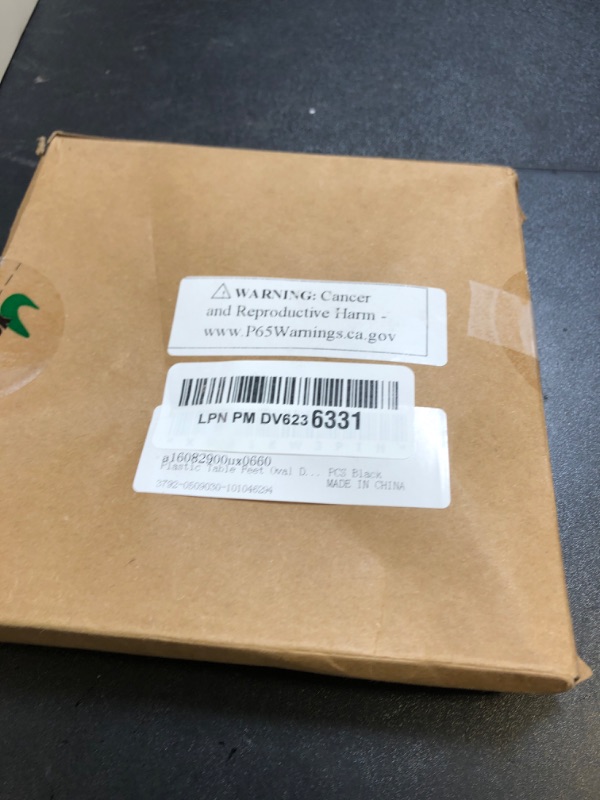 ⚠ WARNING: Cancer
and Reproductive Harm -
www.P65Warnings.ca.gov
LPN PM DV623 6331
a16082900ux0660
Plastic Table Feet Oval D... PCS Black
3792-0509030-101046294 MADE IN CHINA